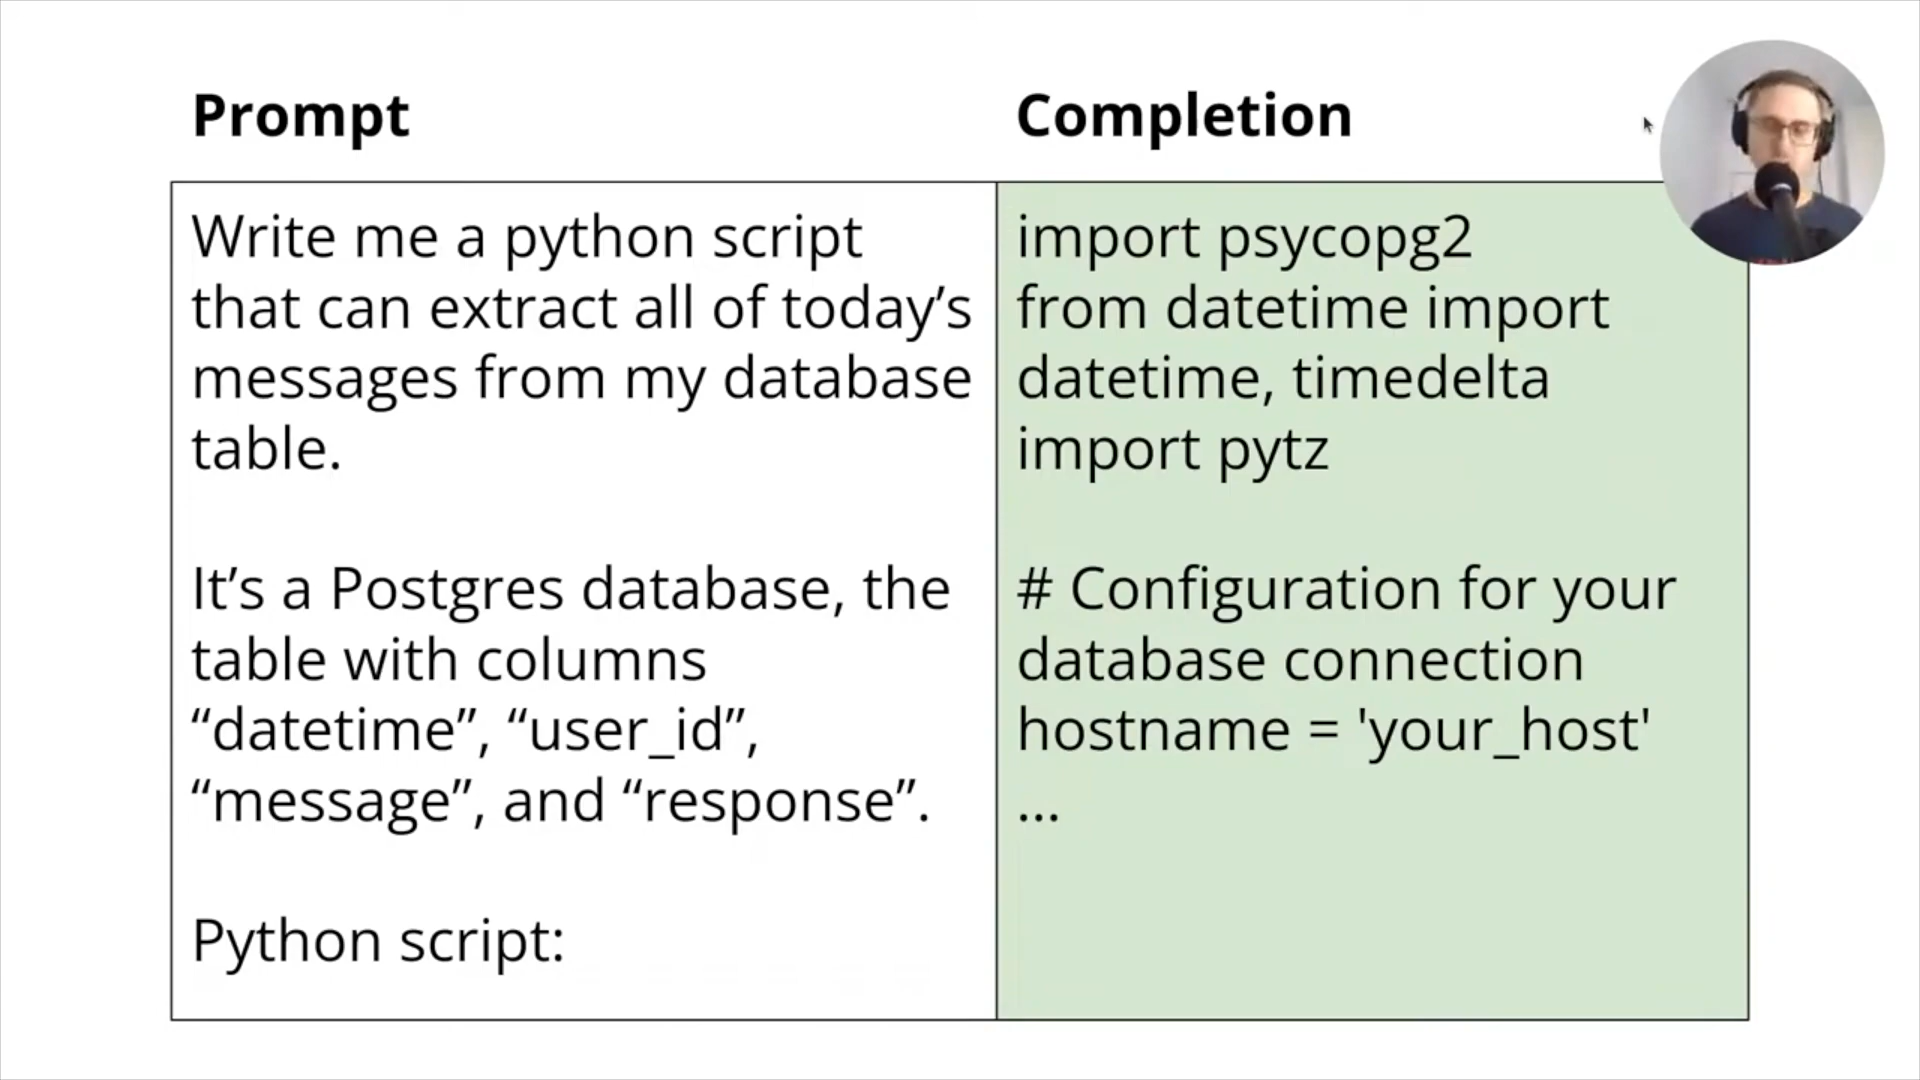 Prompt
Write me a python script
that can extract all of today’s
messages from my database
table.
It’s a Postgres database, the
table with columns
“datetime”, “user_id”,
“message”, and “response”.
Python script:
Completion
import psycopg2
from datetime import
datetime, timedelta
import pytz
# Configuration for your
database connection
hostname = 'your_host'
...